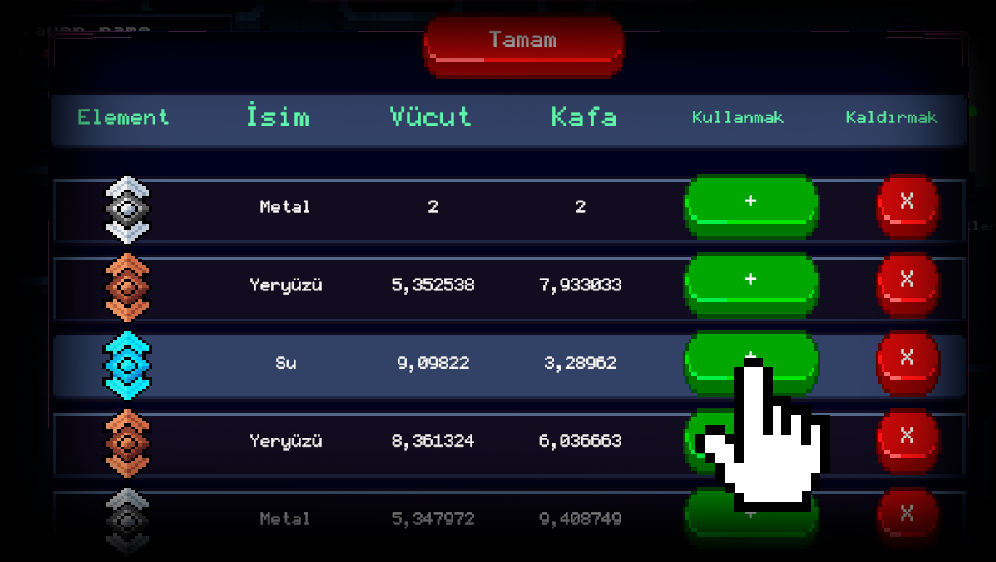 Tamam
Element İsim Vücut Kafa Kullanmak Kaldırmak
Metal 2 2 + X
Yeryüzü 5,352538 7,933033 + X
Su 9,09822 3,28962 X
Yeryüzü 8,361324 6,036663 X
Metal 5,347972 9,408749 X